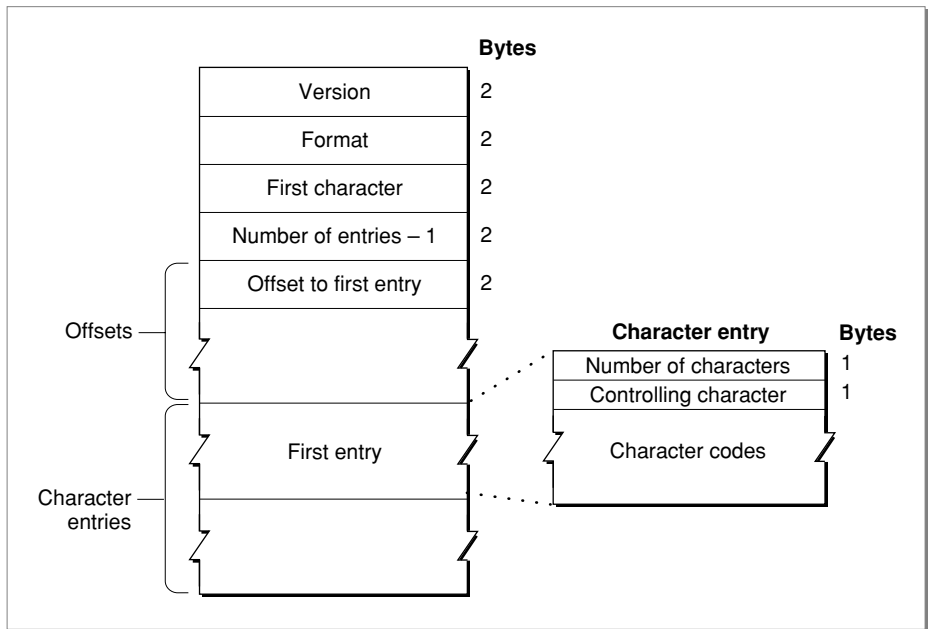 Bytes
Version 2
Format 2
First character 2
Number of entries – 1 2
Offset to first entry 2
Offsets
Character entry Bytes
Number of characters 1
Controlling character 1
First entry
Character codes
Character
entries